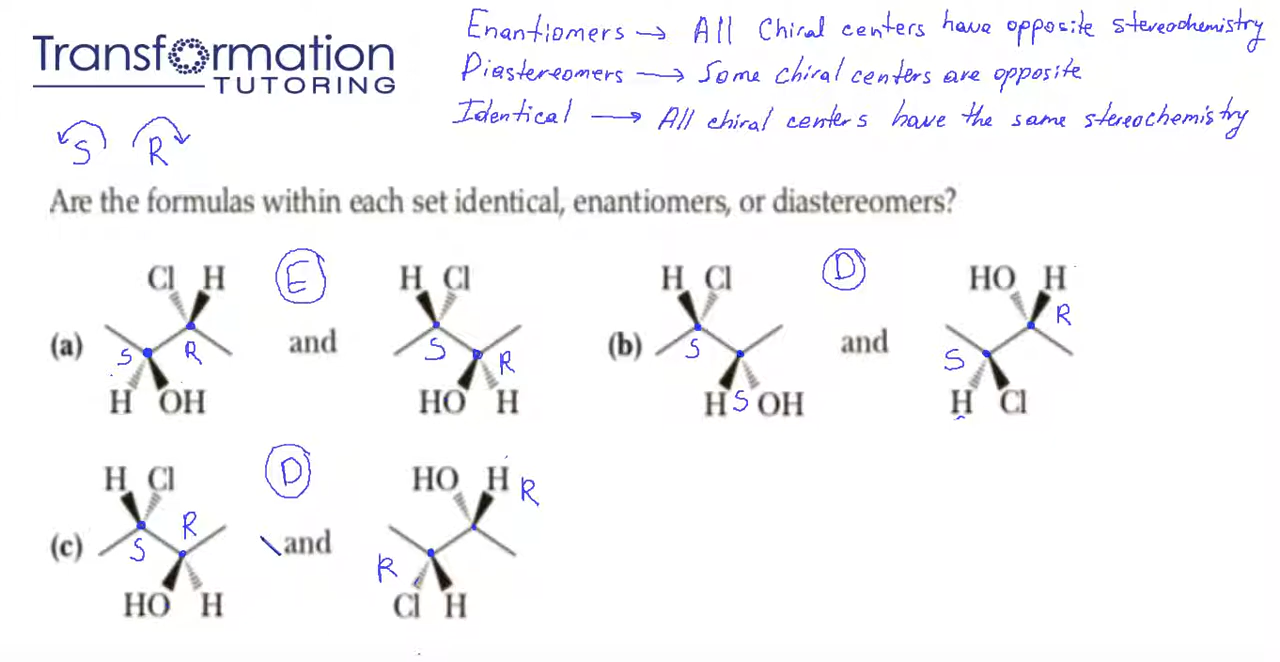 Transformation
TUTORING
Enantiomers → All Chiral centers have opposite stereochemistry
Diastereomers → Some chiral centers are opposite
Identical → All chiral centers have the same stereochemistry
S R
Are the formulas within each set identical, enantiomers, or diastereomers?
Cl H E H Cl
(a) S R and S R
H OH HO H
H Cl D HO H
(b) S and S R
H S OH H Cl
H Cl D HO H R
(c) S R and R
HO H Cl H